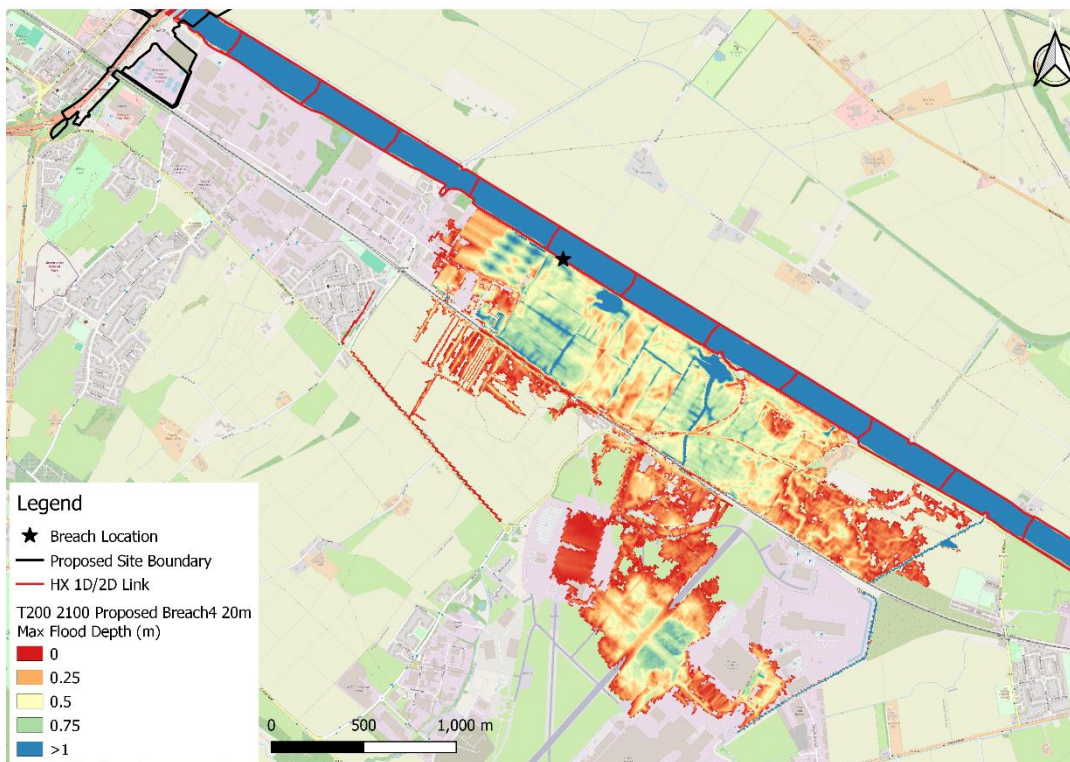 N
Legend
Breach Location
Proposed Site Boundary
HX 1D/2D Link
T200 2100 Proposed Breach4 20m
Max Flood Depth (m)
0
0.25
0.5
0.75
>1
0 500 1,000 m